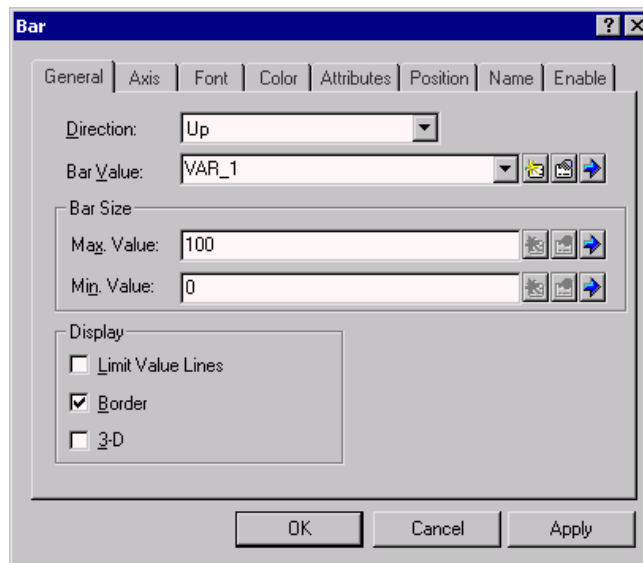 Bar
General Axis Font Color Attributes Position Name Enable
Direction: Up
Bar Value: VAR_1
Bar Size
Max. Value: 100
Min. Value: 0
Display
Limit Value Lines
Border
3-D
OK Cancel Apply